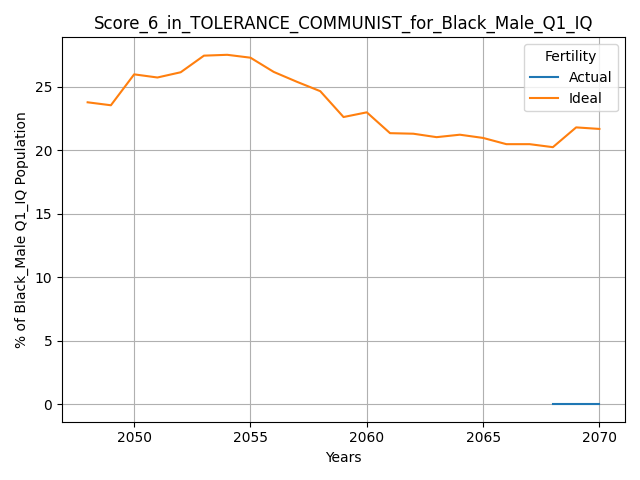 Score_6_in_TOLERANCE_COMMUNIST_for_Black_Male_Q1_IQ
Fertility
Actual
Ideal
% of Black_Male Q1_IQ Population
25
20
15
10
5
0
2050 2055 2060 2065 2070
Years